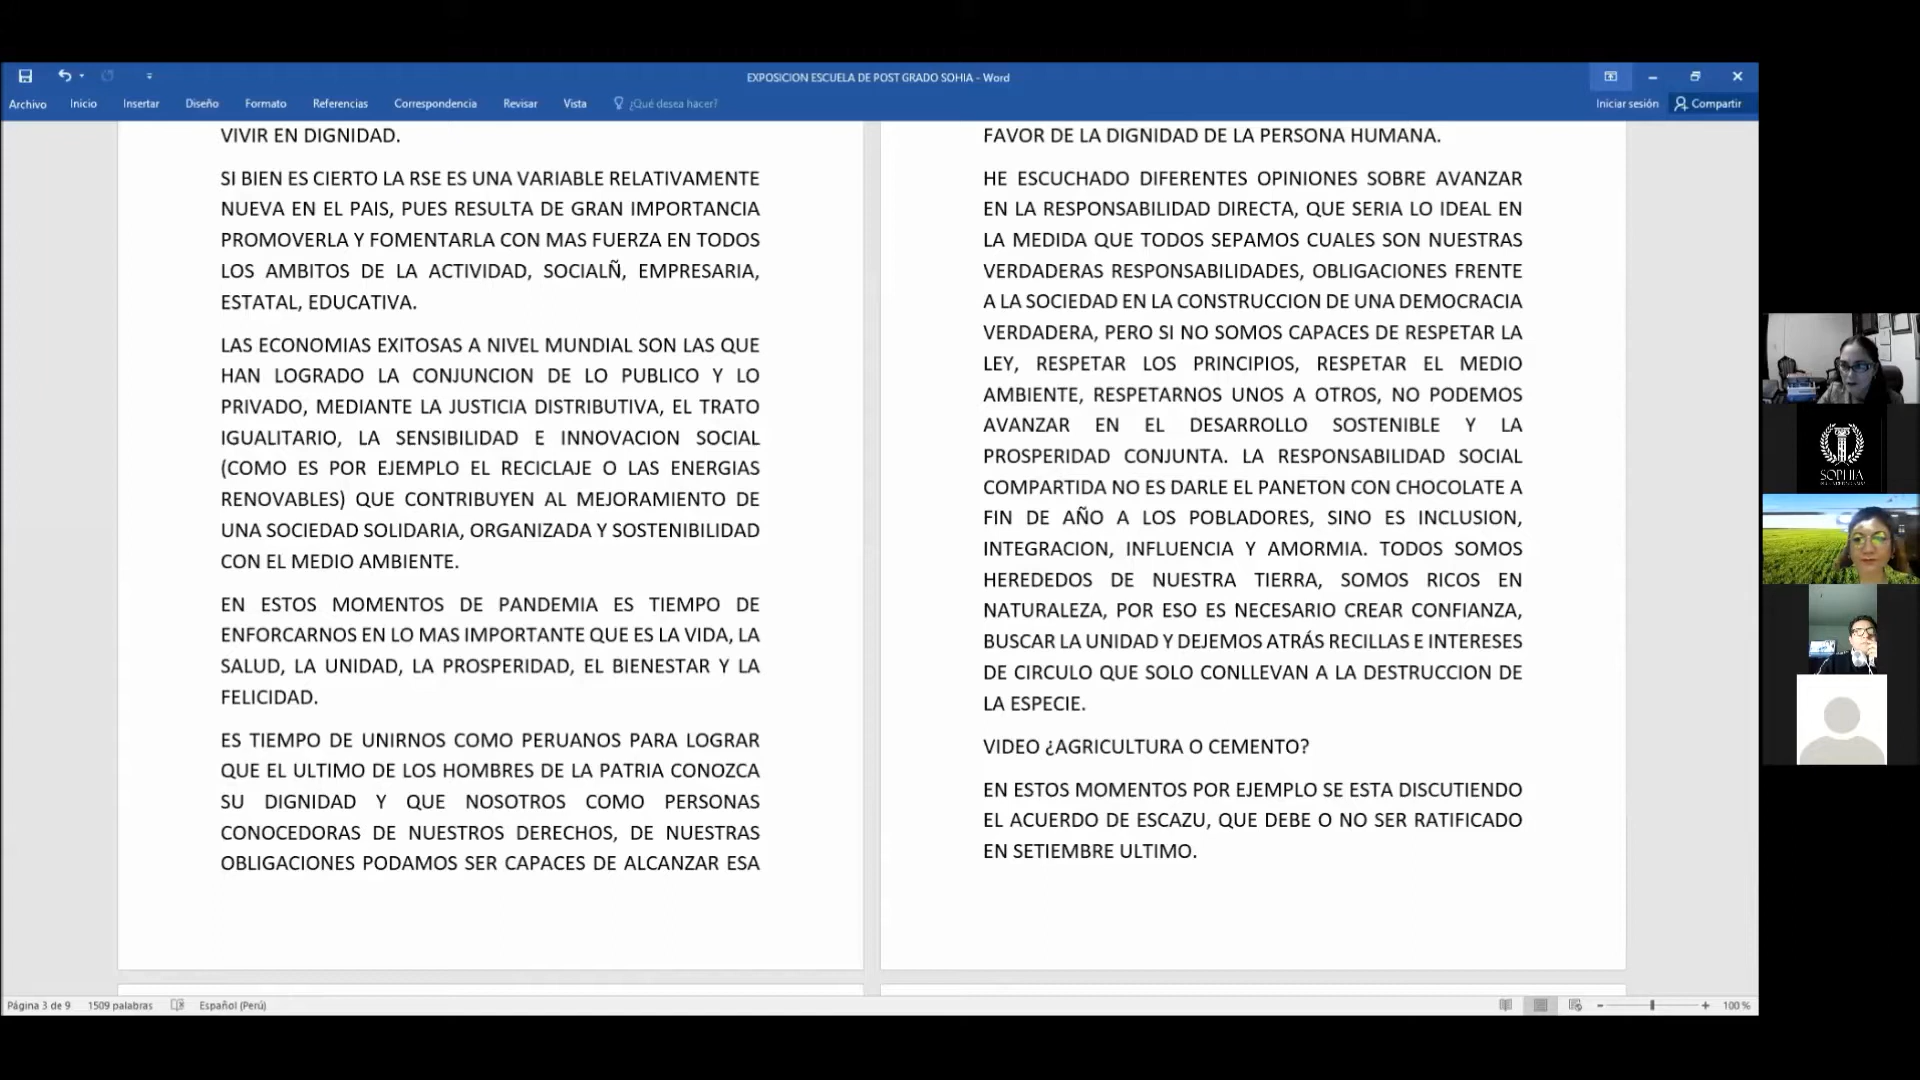 EXPOSICION ESCUELA DE POST GRADO SOHIA - Word
Archivo Inicio Insertar Diseño Formato Referencias Correspondencia Revisar Vista ¿Qué desea hacer? Iniciar sesión Compartir
VIVIR EN DIGNIDAD.
SI BIEN ES CIERTO LA RSE ES UNA VARIABLE RELATIVAMENTE
NUEVA EN EL PAIS, PUES RESULTA DE GRAN IMPORTANCIA
PROMOVERLA Y FOMENTARLA CON MAS FUERZA EN TODOS
LOS AMBITOS DE LA ACTIVIDAD, SOCIALÑ, EMPRESARIA,
ESTATAL, EDUCATIVA.
LAS ECONOMIAS EXITOSAS A NIVEL MUNDIAL SON LAS QUE
HAN LOGRADO LA CONJUNCION DE LO PUBLICO Y LO
PRIVADO, MEDIANTE LA JUSTICIA DISTRIBUTIVA, EL TRATO
IGUALITARIO, LA SENSIBILIDAD E INNOVACION SOCIAL
(COMO ES POR EJEMPLO EL RECICLAJE O LAS ENERGIAS
RENOVABLES) QUE CONTRIBUYEN AL MEJORAMIENTO DE
UNA SOCIEDAD SOLIDARIA, ORGANIZADA Y SOSTENIBILIDAD
CON EL MEDIO AMBIENTE.
EN ESTOS MOMENTOS DE PANDEMIA ES TIEMPO DE
ENFORCARNOS EN LO MAS IMPORTANTE QUE ES LA VIDA, LA
SALUD, LA UNIDAD, LA PROSPERIDAD, EL BIENESTAR Y LA
FELICIDAD.
ES TIEMPO DE UNIRNOS COMO PERUANOS PARA LOGRAR
QUE EL ULTIMO DE LOS HOMBRES DE LA PATRIA CONOZCA
SU DIGNIDAD Y QUE NOSOTROS COMO PERSONAS
CONOCEDORAS DE NUESTROS DERECHOS, DE NUESTRAS
OBLIGACIONES PODAMOS SER CAPACES DE ALCANZAR ESA
FAVOR DE LA DIGNIDAD DE LA PERSONA HUMANA.
HE ESCUCHADO DIFERENTES OPINIONES SOBRE AVANZAR
EN LA RESPONSABILIDAD DIRECTA, QUE SERIA LO IDEAL EN
LA MEDIDA QUE TODOS SEPAMOS CUALES SON NUESTRAS
VERDADERAS RESPONSABILIDADES, OBLIGACIONES FRENTE
A LA SOCIEDAD EN LA CONSTRUCCION DE UNA DEMOCRACIA
VERDADERA, PERO SI NO SOMOS CAPACES DE RESPETAR LA
LEY, RESPETAR LOS PRINCIPIOS, RESPETAR EL MEDIO
AMBIENTE, RESPETARNOS UNOS A OTROS, NO PODEMOS
AVANZAR EN EL DESARROLLO SOSTENIBLE Y LA
PROSPERIDAD CONJUNTA. LA RESPONSABILIDAD SOCIAL
COMPARTIDA NO ES DARLE EL PANETON CON CHOCOLATE A
FIN DE AÑO A LOS POBLADORES, SINO ES INCLUSION,
INTEGRACION, INFLUENCIA Y AMORMIA. TODOS SOMOS
HEREDEDOS DE NUESTRA TIERRA, SOMOS RICOS EN
NATURALEZA, POR ESO ES NECESARIO CREAR CONFIANZA,
BUSCAR LA UNIDAD Y DEJEMOS ATRÁS RECILLAS E INTERESES
DE CIRCULO QUE SOLO CONLLEVAN A LA DESTRUCCION DE
LA ESPECIE.
VIDEO ¿AGRICULTURA O CEMENTO?
EN ESTOS MOMENTOS POR EJEMPLO SE ESTA DISCUTIENDO
EL ACUERDO DE ESCAZU, QUE DEBE O NO SER RATIFICADO
EN SETIEMBRE ULTIMO.
SOPHIA
Página 3 de 9 1509 palabras Español (Perú) 100 %